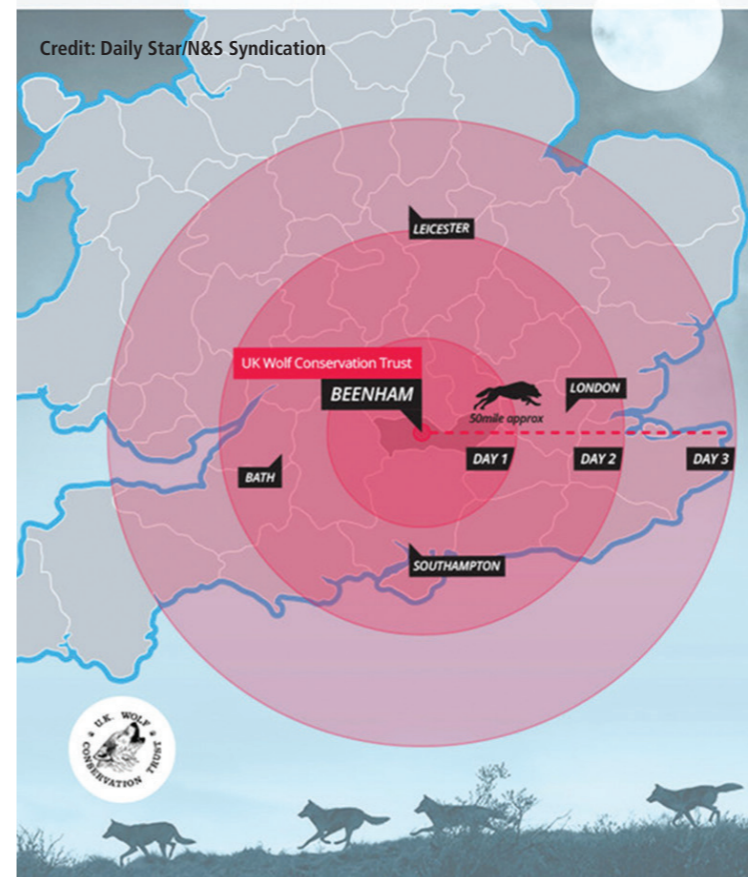 Credit: Daily Star/N&S Syndication
LEICESTER
UK Wolf Conservation Trust
BEENHAM
50mile approx
LONDON
DAY 1
DAY 2
DAY 3
BATH
SOUTHAMPTON
U.K. WOLF
CONSERVATION TRUST